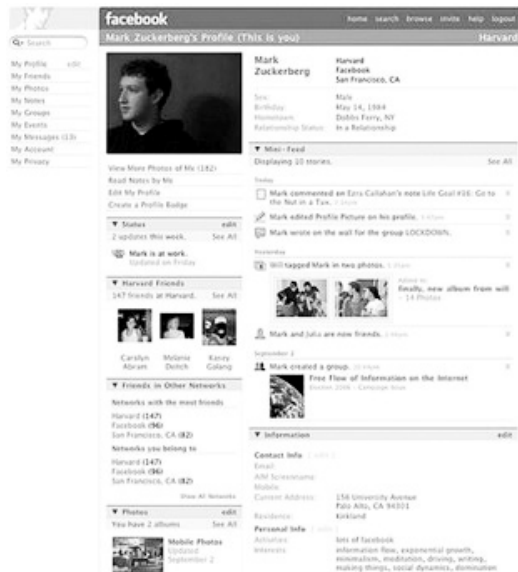 facebook
home search browse invite help logout
Mark Zuckerberg's Profile (This is you) Harvard
Search
My Profile edit
My Friends
My Photos
My Notes
My Groups
My Events
My Messages (13)
My Account
My Privacy
View More Photos of Me (182)
Read Notes by Me
Edit My Profile
Create a Profile Badge
Status edit
2 updates this week. See All
Mark is at work.
Updated on Friday
Harvard Friends
147 friends at Harvard. See All
Carolyn Abram
Melanie Deitch
Kasey Galang
Friends in Other Networks
Networks with the most friends
Harvard (147)
Facebook (96)
San Francisco, CA (82)
Networks you belong to
Harvard (147)
Facebook (96)
San Francisco, CA (82)
Show All Networks
Photos edit
You have 2 albums See All
Mobile Photos
Updated
September 2
Mark Zuckerberg
Harvard
Facebook
San Francisco, CA
Sex: Male
Birthday May 14, 1984
Hometown: Dobbs Ferry, NY
Relationship Status: In a Relationship
Mini-Feed
Displaying 10 stories. See All
Today
Mark commented on Ezra Callahan's note Life Goal #16: Go to
the Nut in a Tux.
Mark edited Profile Picture on his profile.
Mark wrote on the wall for the group LOCKDOWN.
Yesterday
Will tagged Mark in two photos.
Added to:
finally, new album from will
- 14 Photos
Mark and Julia are now friends.
September 2
Mark created a group.
Free Flow of Information on the Internet
Information edit
Contact Info
Email:
AIM Screenname:
Mobile:
Current Address: 156 University Avenue
Palo Alto, CA 94301
Residence: Kirkland
Personal Info
Activities: lots of facebook
Interests: information flow, exponential growth,
minimalism, meditation, driving, writing,
making things, social dynamics, domination